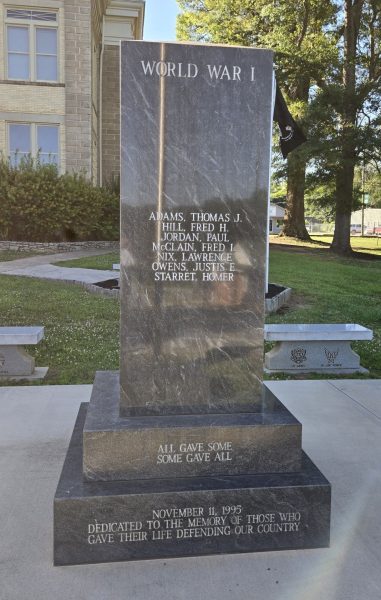 WORLD WAR I
ADAMS, THOMAS J.
HILL, FRED H.
JORDAN, PAUL
McCLAIN, FRED I.
NIX, LAWRENCE
OWENS, JUSTIS E.
STARRET, HOMER
ALL GAVE SOME
SOME GAVE ALL
NOVEMBER 11, 1995
DEDICATED TO THE MEMORY OF THOSE WHO
GAVE THEIR LIFE DEFENDING OUR COUNTRY